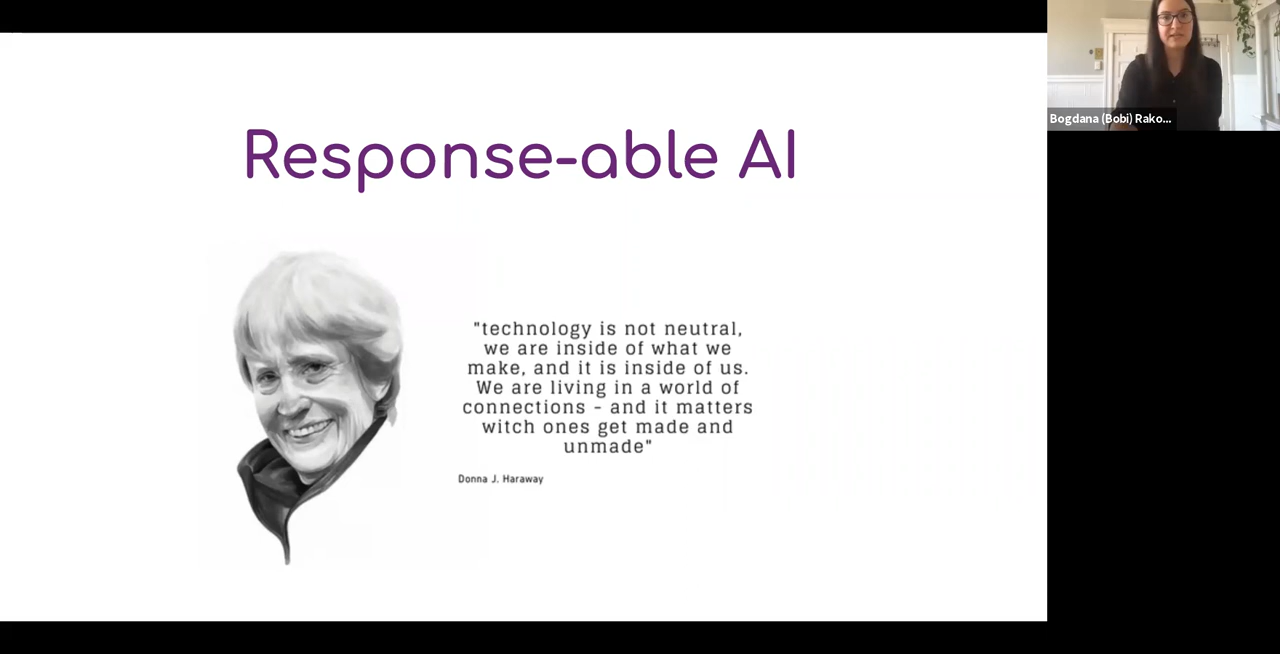 Response-able AI
"technology is not neutral,
we are inside of what we
make, and it is inside of us.
We are living in a world of
connections - and it matters
witch ones get made and
unmade"
Donna J. Haraway
Bogdana (Bobi) Rako...